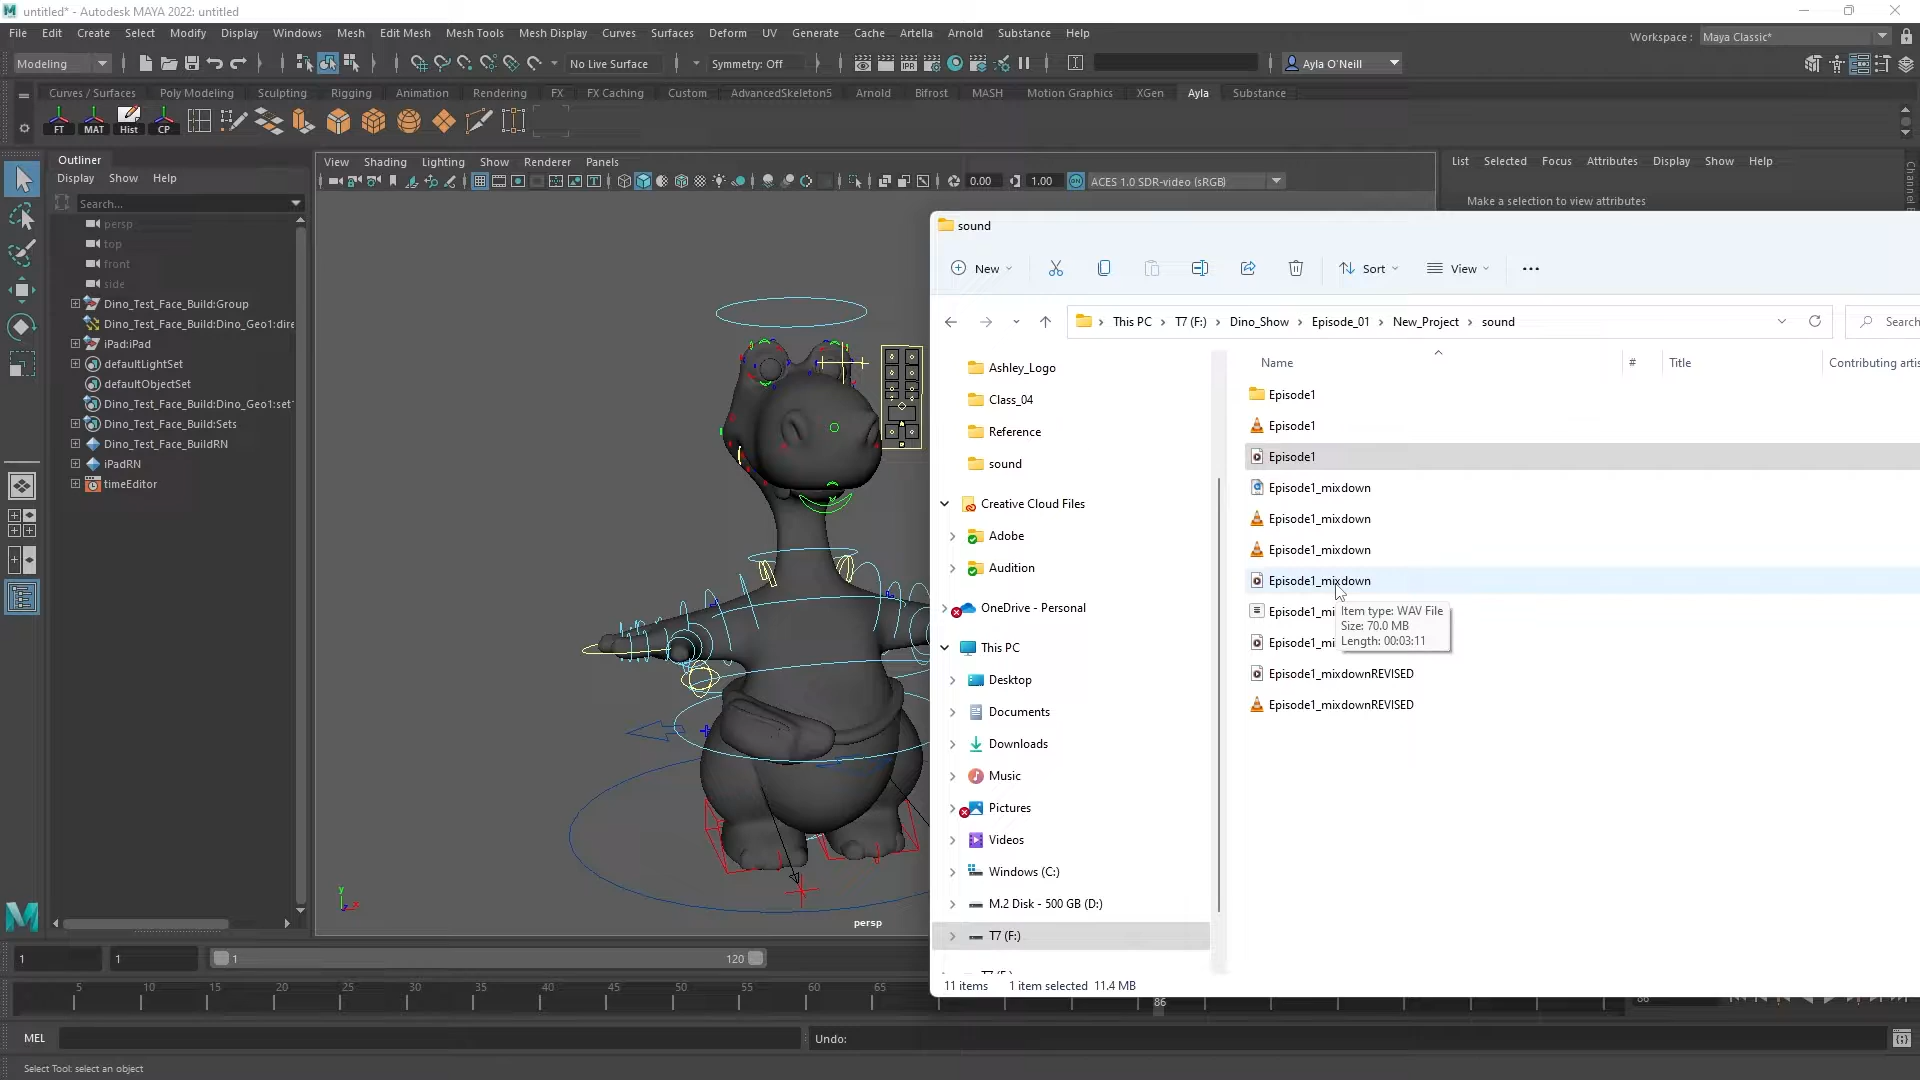 untitled* - Autodesk MAYA 2022: untitled
File Edit Create Select Modify Display Windows Mesh Edit Mesh Mesh Tools Mesh Display Curves Surfaces Deform UV Generate Cache Artella Arnold Substance Help
Workspace : Maya Classic*
Modeling No Live Surface Symmetry: Off Ayla O'Neill
Curves / Surfaces Poly Modeling Sculpting Rigging Animation Rendering FX FX Caching Custom AdvancedSkeleton5 Arnold Bifrost MASH Motion Graphics XGen Ayla Substance
FT MAT Hist CP
Outliner
Display Show Help
Search...
persp
top
front
side
Dino_Test_Face_Build:Group
Dino_Test_Face_Build:Dino_Geo1:dire
iPad:iPad
defaultLightSet
defaultObjectSet
Dino_Test_Face_Build:Dino_Geo1:set
Dino_Test_Face_Build:Sets
Dino_Test_Face_BuildRN
iPadRN
timeEditor
View Shading Lighting Show Renderer Panels
0.00 1.00 ACES 1.0 SDR-video (sRGB)
y
x
persp
List Selected Focus Attributes Display Show Help
Make a selection to view attributes
sound
New Sort View
This PC T7 (F:) Dino_Show Episode_01 New_Project sound
Search
Ashley_Logo
Class_04
Reference
sound
Creative Cloud Files
Adobe
Audition
OneDrive - Personal
This PC
Desktop
Documents
Downloads
Music
Pictures
Videos
Windows (C:)
M.2 Disk - 500 GB (D:)
T7 (F:)
Name # Title Contributing artis
Episode1
Episode1
Episode1
Episode1_mixdown
Episode1_mixdown
Episode1_mixdown
Episode1_mixdown
Episode1_mi
Episode1_mi
Episode1_mixdownREVISED
Episode1_mixdownREVISED
Item type: WAV File
Size: 70.0 MB
Length: 00:03:11
11 items 1 item selected 11.4 MB
1 1 1 120
5 10 15 20 25 30 35 40 45 50 55 60 65
86
MEL Undo:
Select Tool: select an object